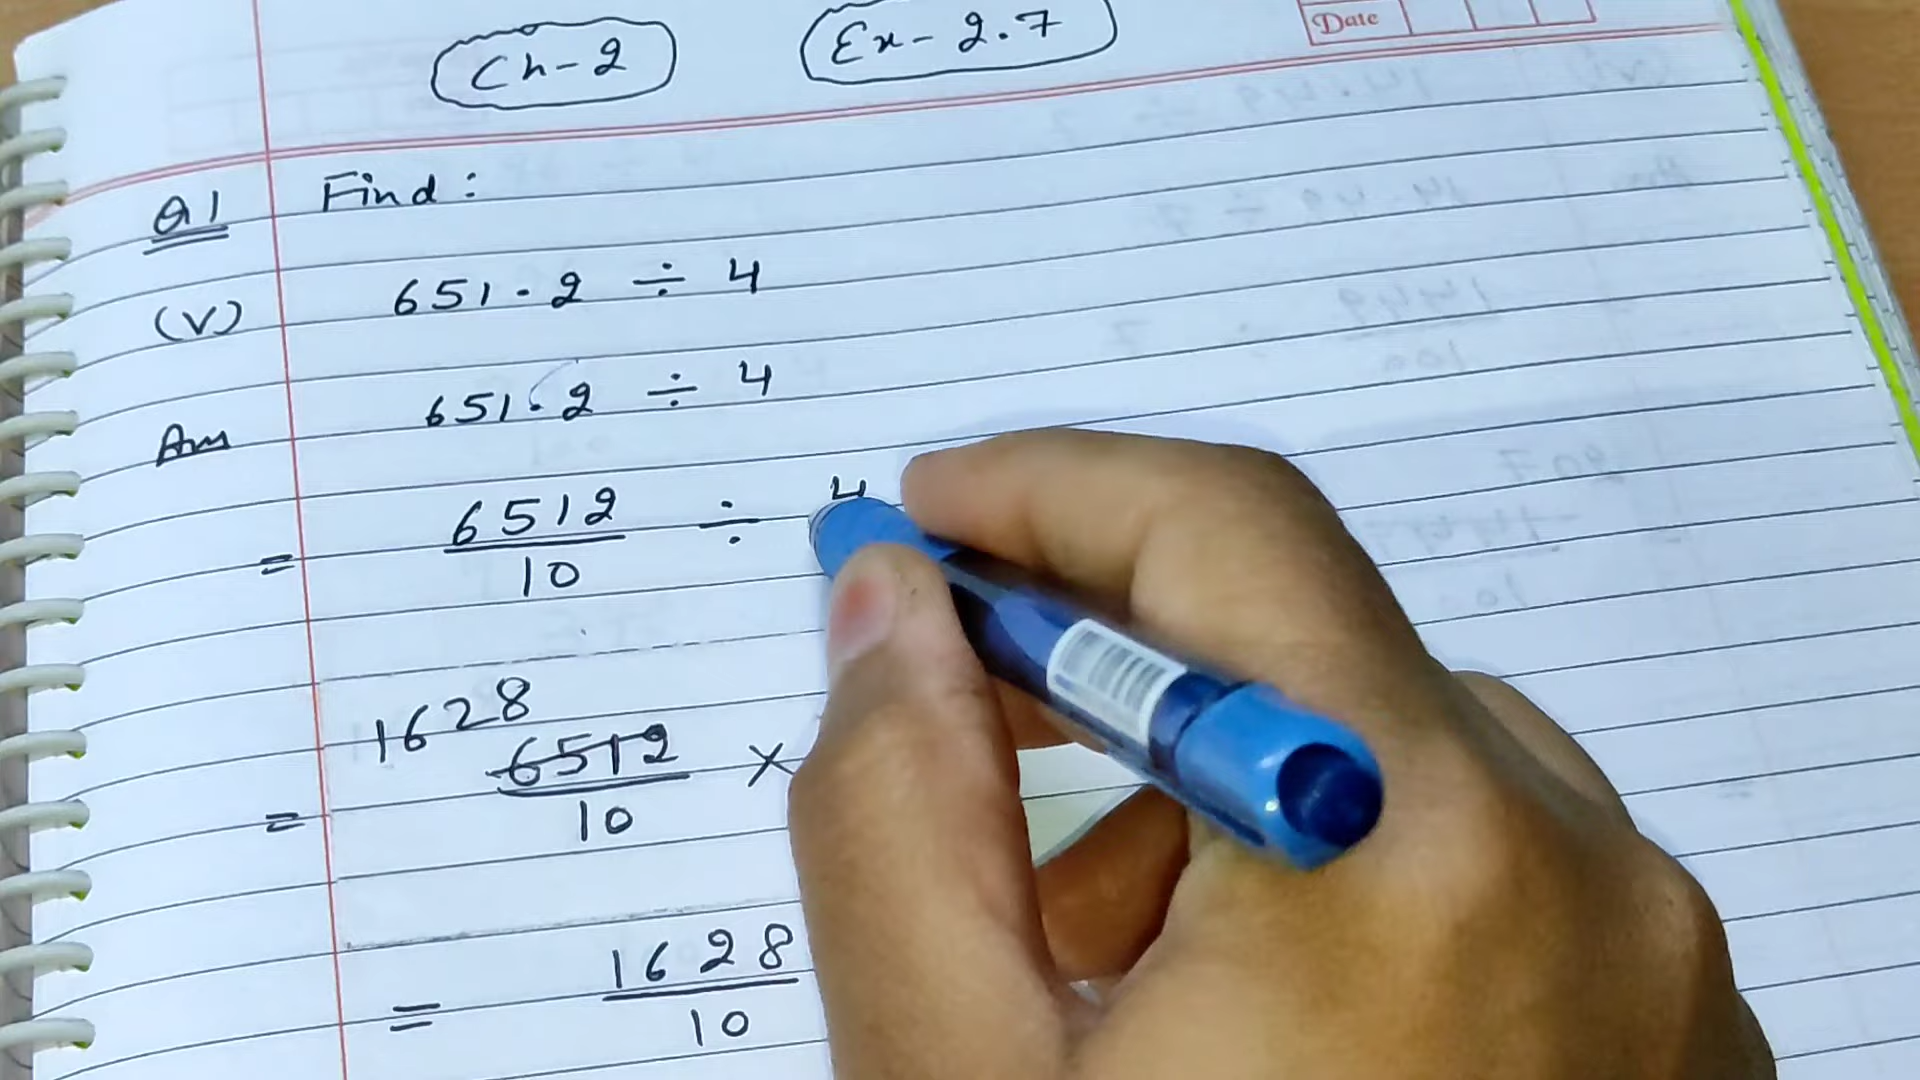 Ch-2 Ex-2.7 Date
Q1 Find:
(V) 651.2 ÷ 4
Ans 651.2 ÷ 4
= 6512/10 ÷ 4
1628
= 6512/10 ×
= 1628/10